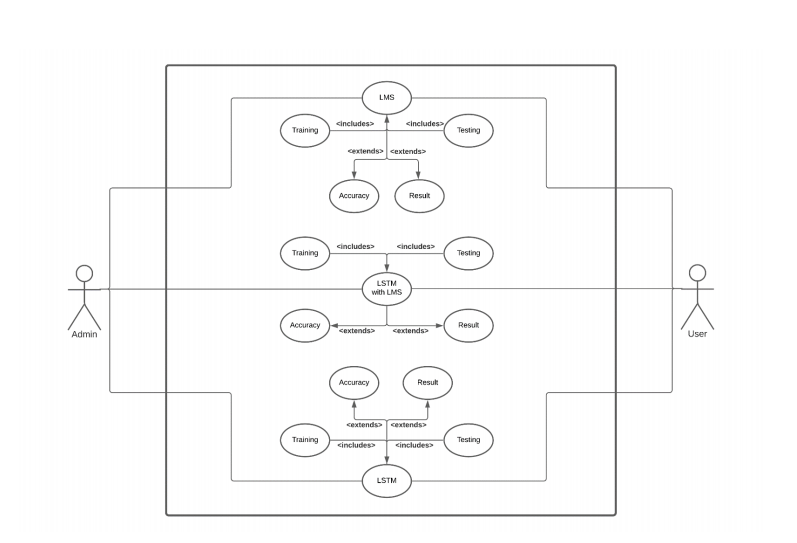 LMS
Training
<includes>
<includes>
Testing
<extends>
<extends>
Accuracy
Result
Training
<includes>
<includes>
Testing
LSTM
with LMS
Admin
User
Accuracy
<extends>
<extends>
Result
Accuracy
Result
<extends>
<extends>
Training
<includes>
<includes>
Testing
LSTM